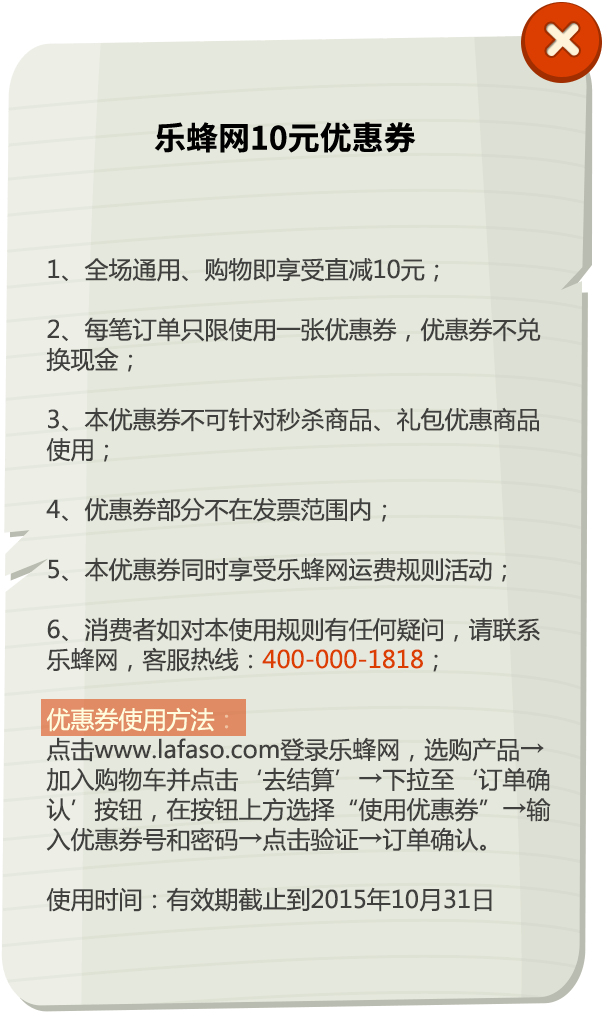 乐蜂网10元优惠券
1、全场通用、购物即享受直减10元；
2、每笔订单只限使用一张优惠券，优惠券不兑
换现金；
3、本优惠券不可针对秒杀商品、礼包优惠商品
使用；
4、优惠券部分不在发票范围内；
5、本优惠券同时享受乐蜂网运费规则活动；
6、消费者如对本使用规则有任何疑问，请联系
乐蜂网，客服热线：400-000-1818；
优惠券使用方法：
点击www.lafaso.com登录乐蜂网，选购产品→
加入购物车并点击‘去结算’→下拉至‘订单确
认’按钮，在按钮上方选择“使用优惠券”→输
入优惠券号和密码→点击验证→订单确认。
使用时间：有效期截止到2015年10月31日